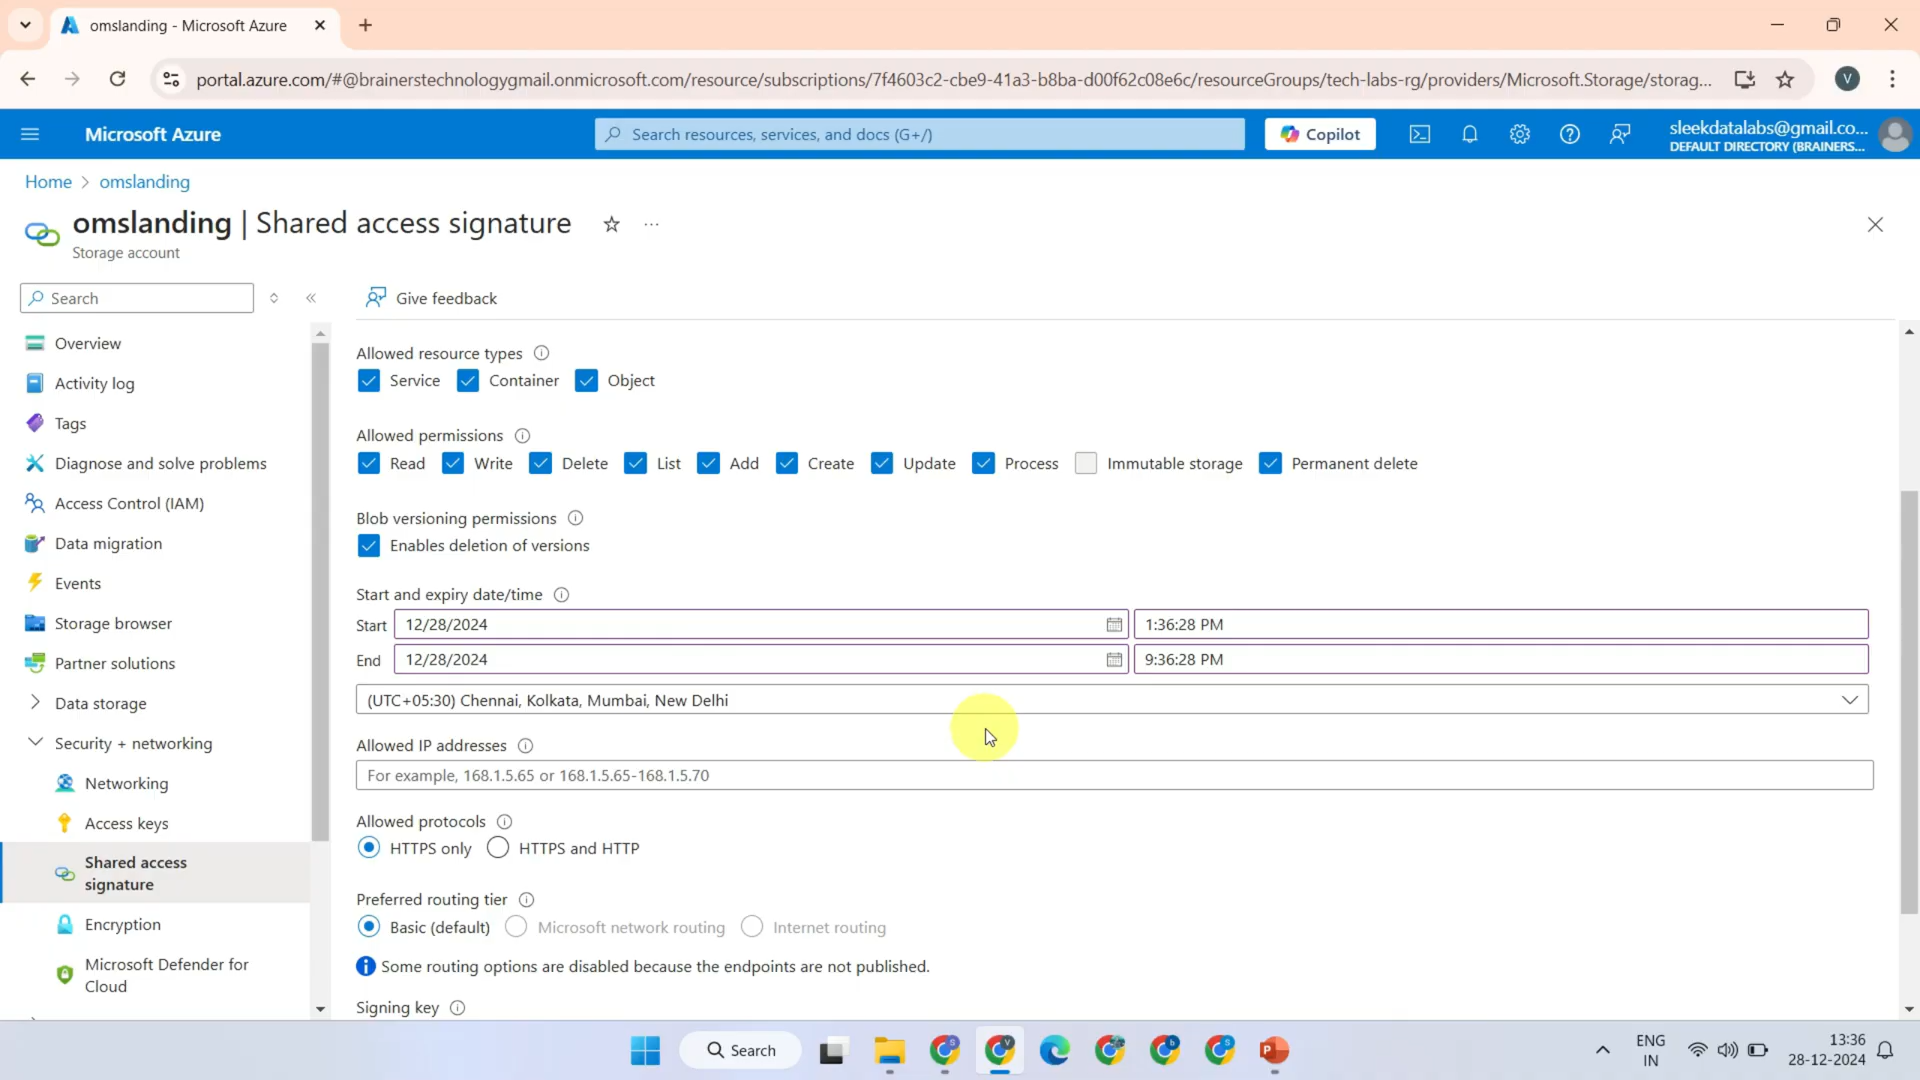 omslanding - Microsoft Azure
portal.azure.com/#@brainerstechnologygmail.onmicrosoft.com/resource/subscriptions/7f4603c2-cbe9-41a3-b8ba-d00f62c08e6c/resourceGroups/tech-labs-rg/providers/Microsoft.Storage/storag...
V
Microsoft Azure
Search resources, services, and docs (G+/)
Copilot
sleekdatalabs@gmail.co...
DEFAULT DIRECTORY (BRAINERS...
Home > omslanding
omslanding | Shared access signature
Storage account
Search
Give feedback
Overview
Activity log
Tags
Diagnose and solve problems
Access Control (IAM)
Data migration
Events
Storage browser
Partner solutions
Data storage
Security + networking
Networking
Access keys
Shared access
signature
Encryption
Microsoft Defender for
Cloud
Allowed resource types
Service Container Object
Allowed permissions
Read Write Delete List Add Create Update Process Immutable storage Permanent delete
Blob versioning permissions
Enables deletion of versions
Start and expiry date/time
Start 12/28/2024 1:36:28 PM
End 12/28/2024 9:36:28 PM
(UTC+05:30) Chennai, Kolkata, Mumbai, New Delhi
Allowed IP addresses
For example, 168.1.5.65 or 168.1.5.65-168.1.5.70
Allowed protocols
HTTPS only HTTPS and HTTP
Preferred routing tier
Basic (default) Microsoft network routing Internet routing
Some routing options are disabled because the endpoints are not published.
Signing key
Search
ENG
IN
13:36
28-12-2024